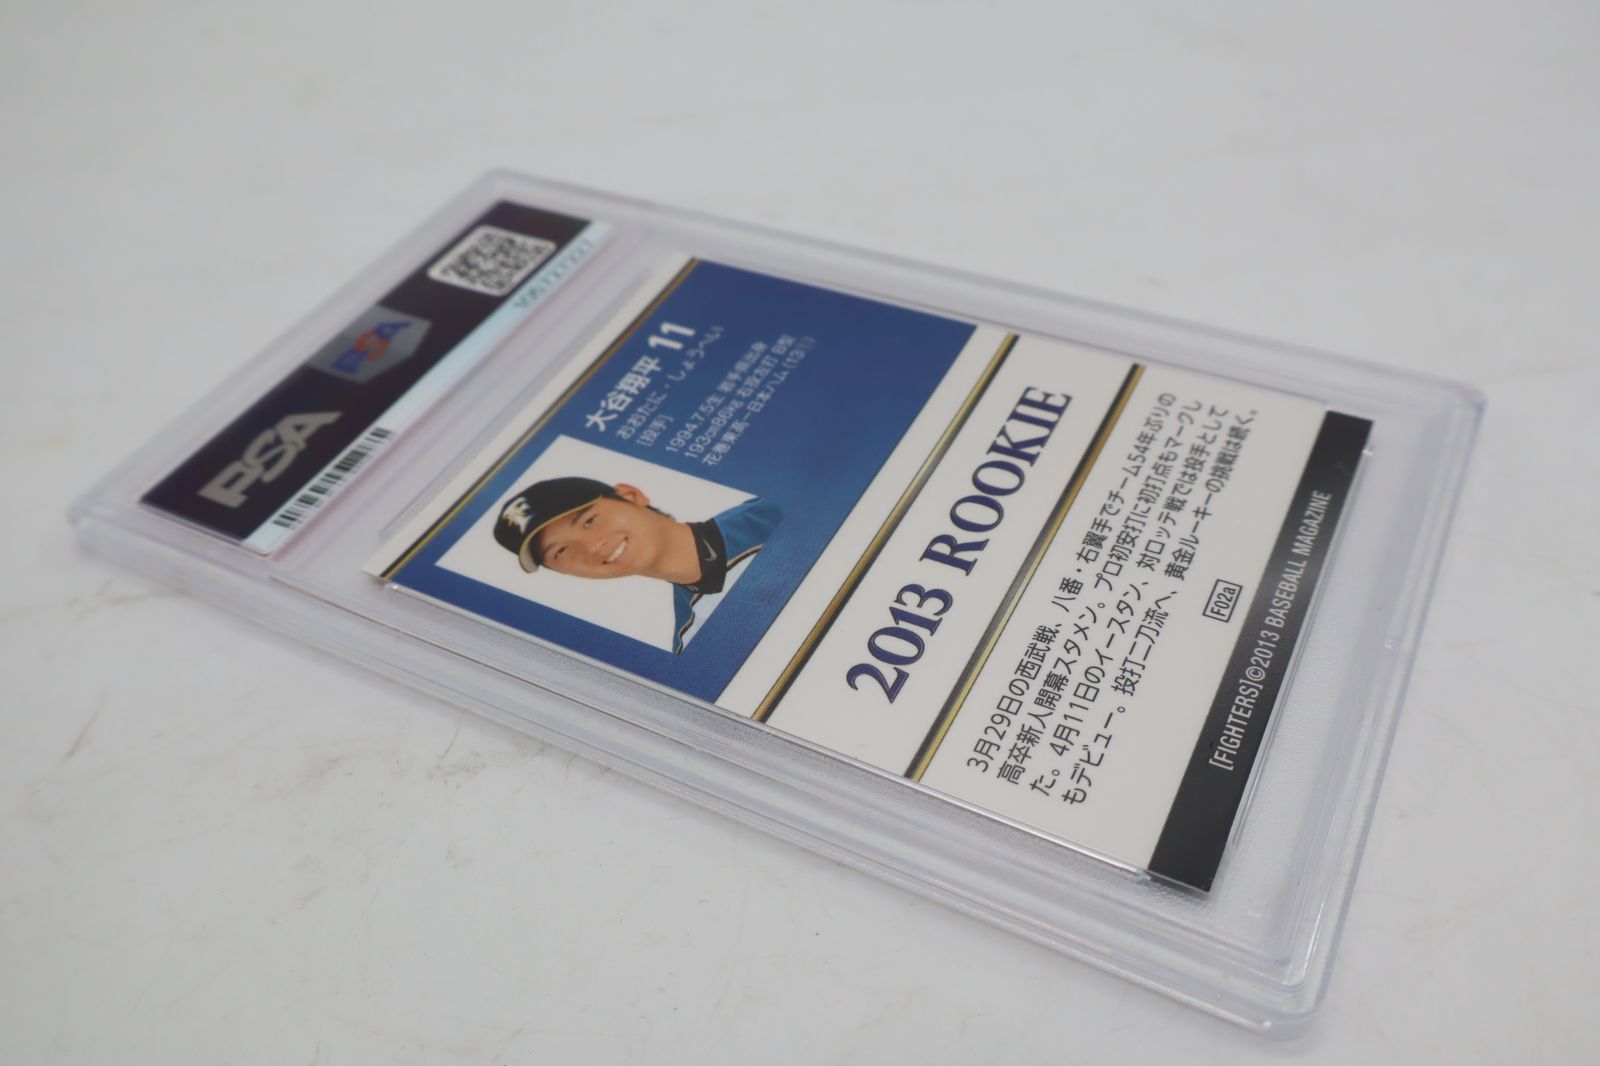 PSA
PSA
105727227
大谷翔平 11
おおたに・しょうへい
[投手]
1994.7.5生 岩手県出身
193cm86kg 右投左打 B型
花巻東高―日本ハム(13①)
F
2013 ROOKIE
3月29日の西武戦、八番・右翼手でチーム54年ぶりの
高卒新人開幕スタメン。プロ初安打に初打点もマークし
た。4月11日のイースタン、対ロッテ戦では投手として
もデビュー。投打二刀流へ、黄金ルーキーの挑戦は続く。
F02a
[FIGHTERS]©2013 BASEBALL MAGAZINE